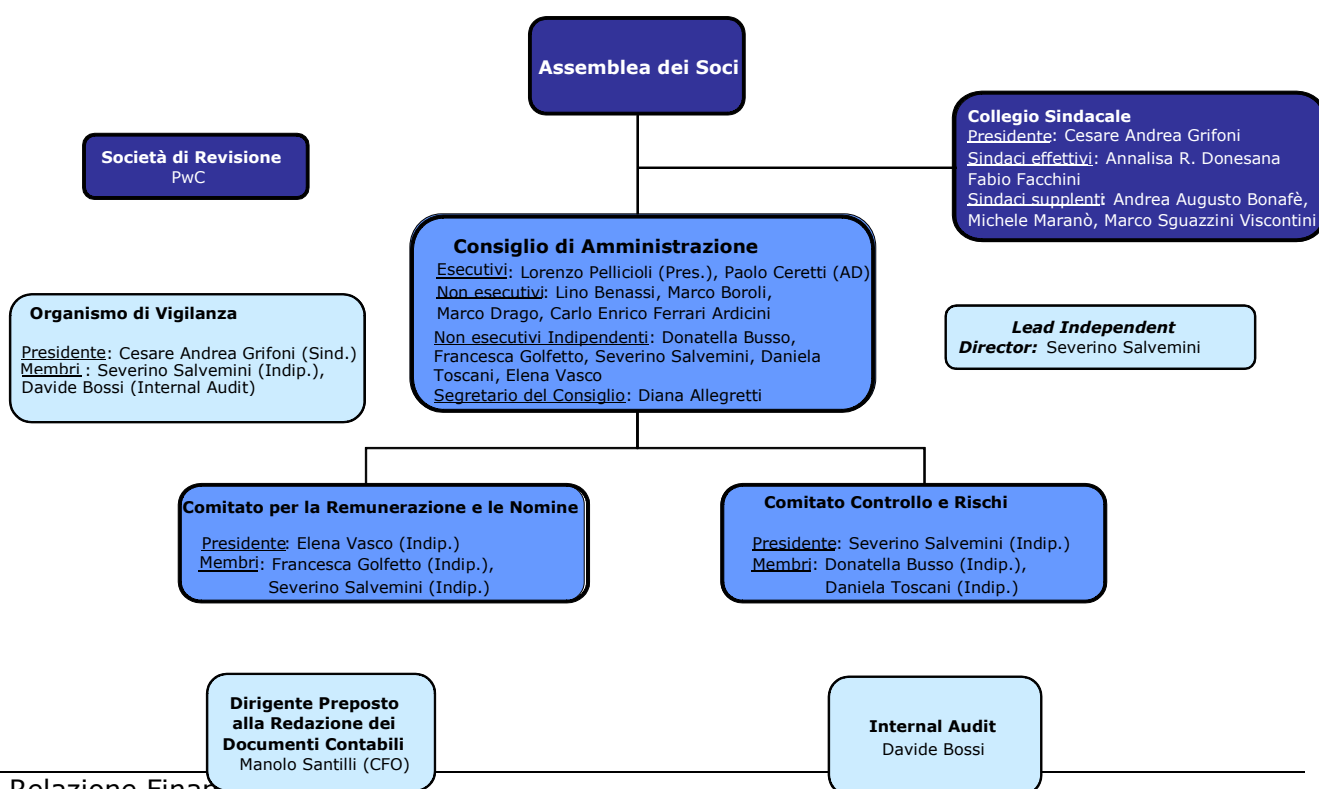 Assemblea dei Soci
Collegio Sindacale
Presidente: Cesare Andrea Grifoni
Sindaci effettivi: Annalisa R. Donesana
Fabio Facchini
Sindaci supplenti: Andrea Augusto Bonafè,
Michele Maranò, Marco Sguazzini Viscontini
Società di Revisione
PwC
Consiglio di Amministrazione
Esecutivi: Lorenzo Pellicioli (Pres.), Paolo Ceretti (AD)
Non esecutivi: Lino Benassi, Marco Boroli,
Marco Drago, Carlo Enrico Ferrari Ardicini
Non esecutivi Indipendenti: Donatella Busso,
Francesca Golfetto, Severino Salvemini, Daniela
Toscani, Elena Vasco
Segretario del Consiglio: Diana Allegretti
Organismo di Vigilanza
Presidente: Cesare Andrea Grifoni (Sind.)
Membri : Severino Salvemini (Indip.),
Davide Bossi (Internal Audit)
Lead Independent
Director: Severino Salvemini
Comitato per la Remunerazione e le Nomine
Presidente: Elena Vasco (Indip.)
Membri: Francesca Golfetto (Indip.),
Severino Salvemini (Indip.)
Comitato Controllo e Rischi
Presidente: Severino Salvemini (Indip.)
Membri: Donatella Busso (Indip.),
Daniela Toscani (Indip.)
Dirigente Preposto
alla Redazione dei
Documenti Contabili
Manolo Santilli (CFO)
Internal Audit
Davide Bossi
Relazione